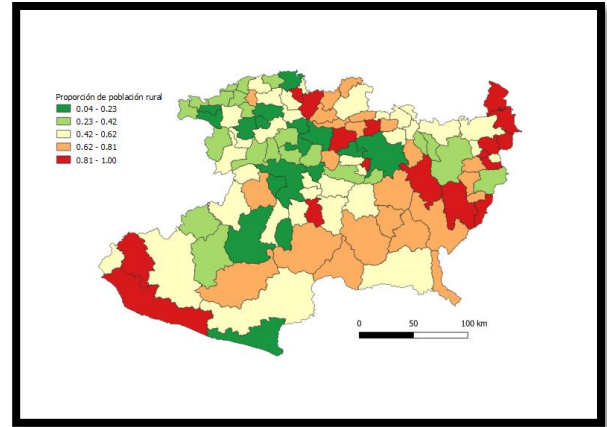 Proporción de población rural
0.04 - 0.23
0.23 - 0.42
0.42 - 0.62
0.62 - 0.81
0.81 - 1.00
0 50 100 km